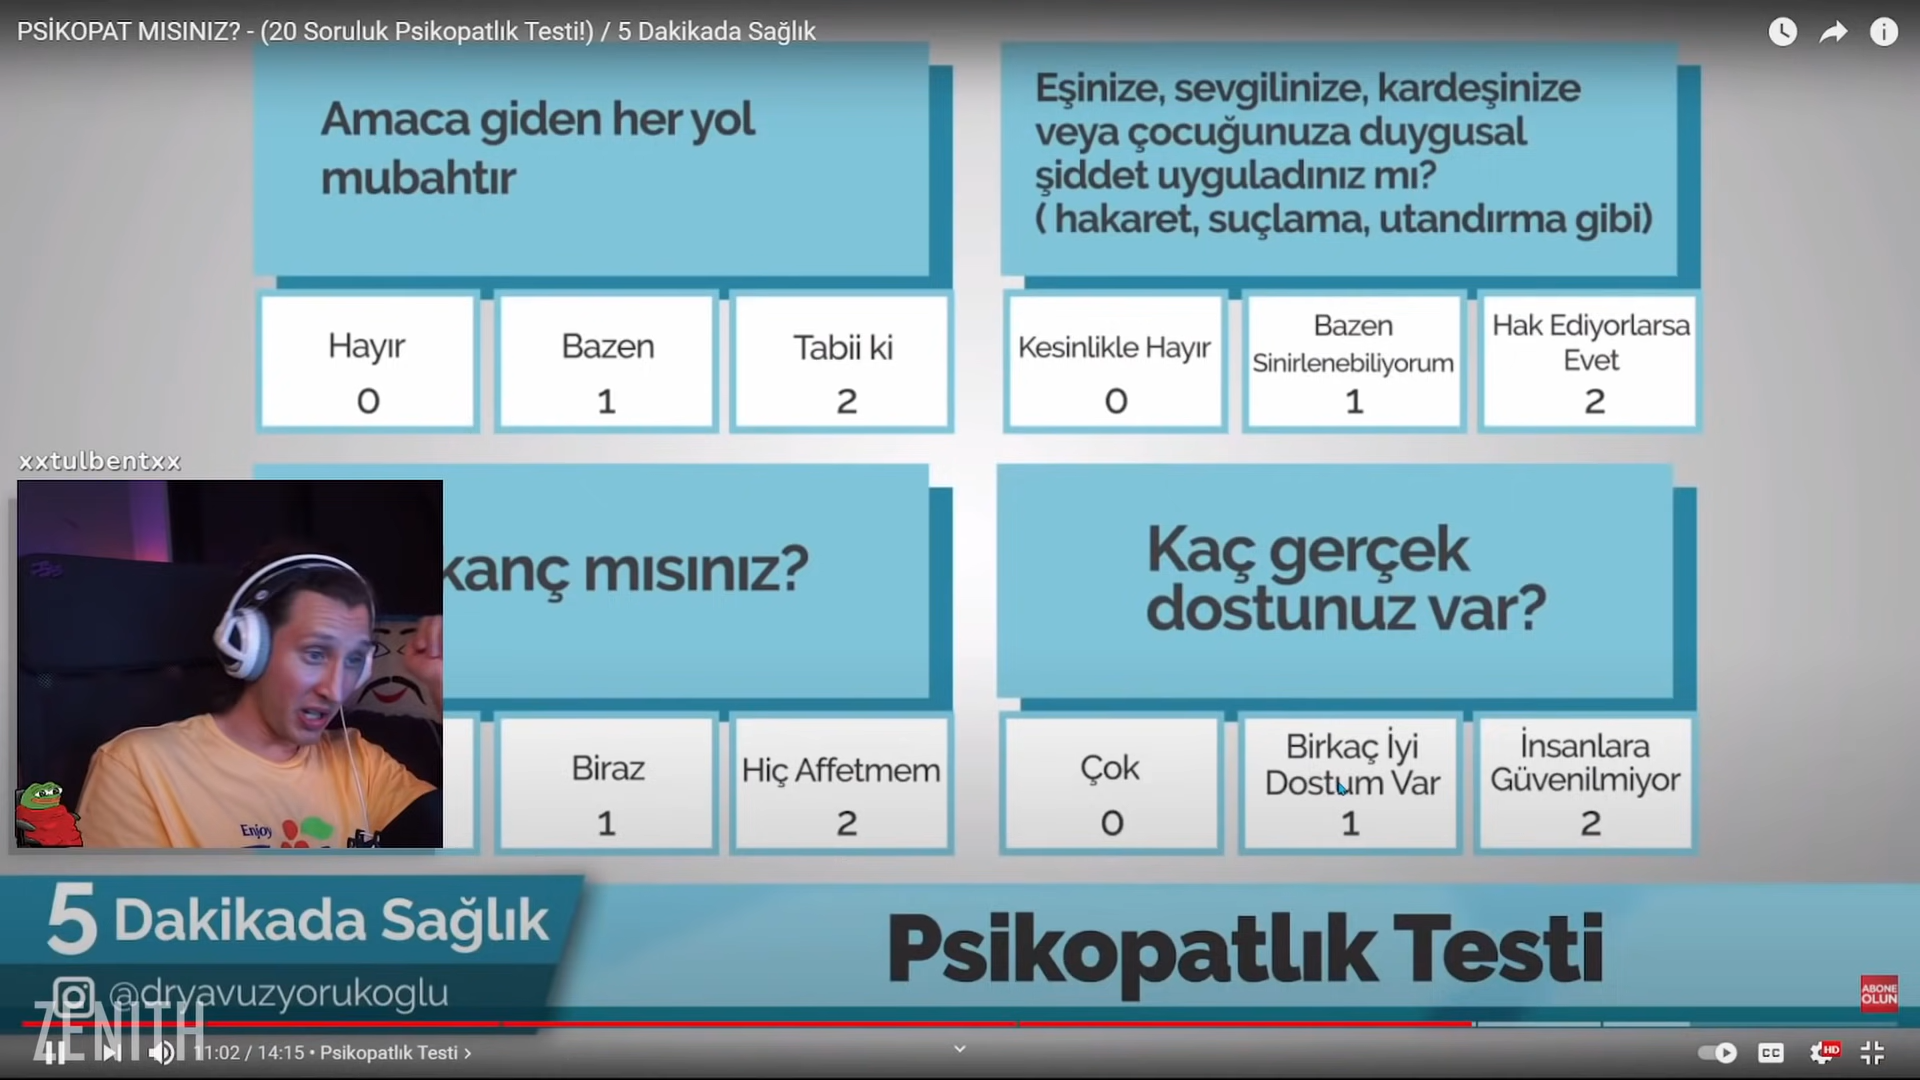 PSİKOPAT MISINIZ? - (20 Soruluk Psikopatlık Testi!) / 5 Dakikada Sağlık
Amaca giden her yol
mubahtır
Hayır
0
Bazen
1
Tabii ki
2
Eşinize, sevgilinize, kardeşinize
veya çocuğunuza duygusal
şiddet uyguladınız mı?
( hakaret, suçlama, utandırma gibi)
Kesinlikle Hayır
0
Bazen
Sinirlenebiliyorum
1
Hak Ediyorlarsa
Evet
2
xxtulbentxx
kanç mısınız?
Biraz
1
Hiç Affetmem
2
Kaç gerçek
dostunuz var?
Çok
0
Birkaç İyi
Dostum Var
1
İnsanlara
Güvenilmiyor
2
Enjoy
5 Dakikada Sağlık
@dryavuzyorukoglu
Psikopatlık Testi
ABONE
OLUN
ZENITH
11:02 / 14:15 • Psikopatlık Testi ›
CC
HD